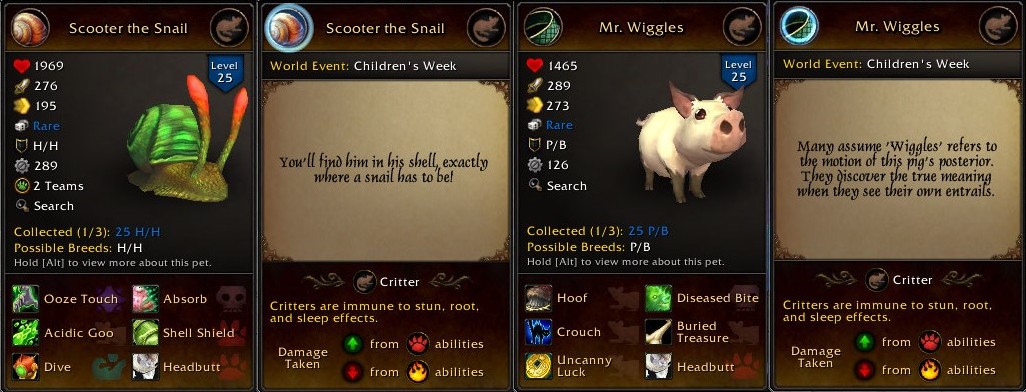 Scooter the Snail
1969
Level
25
276
195
Rare
H/H
289
2 Teams
Search
Collected (1/3): 25 H/H
Possible Breeds: H/H
Hold [Alt] to view more about this pet.
Ooze Touch
Absorb
Acidic Goo
Shell Shield
Dive
Headbutt
Scooter the Snail
World Event: Children's Week
You'll find him in his shell, exactly
where a snail has to be!
Critter
Critters are immune to stun, root,
and sleep effects.
Damage
Taken
from abilities
from abilities
Mr. Wiggles
1465
Level
25
289
273
Rare
P/B
126
Search
Collected (1/3): 25 P/B
Possible Breeds: P/B
Hold [Alt] to view more about this pet.
Hoof
Diseased Bite
Crouch
Buried
Treasure
Uncanny
Luck
Headbutt
Mr. Wiggles
World Event: Children's Week
Many assume 'Wiggles' refers to
the motion of this pig's posterior.
They discover the true meaning
when they see their own entrails.
Critter
Critters are immune to stun, root,
and sleep effects.
Damage
Taken
from abilities
from abilities